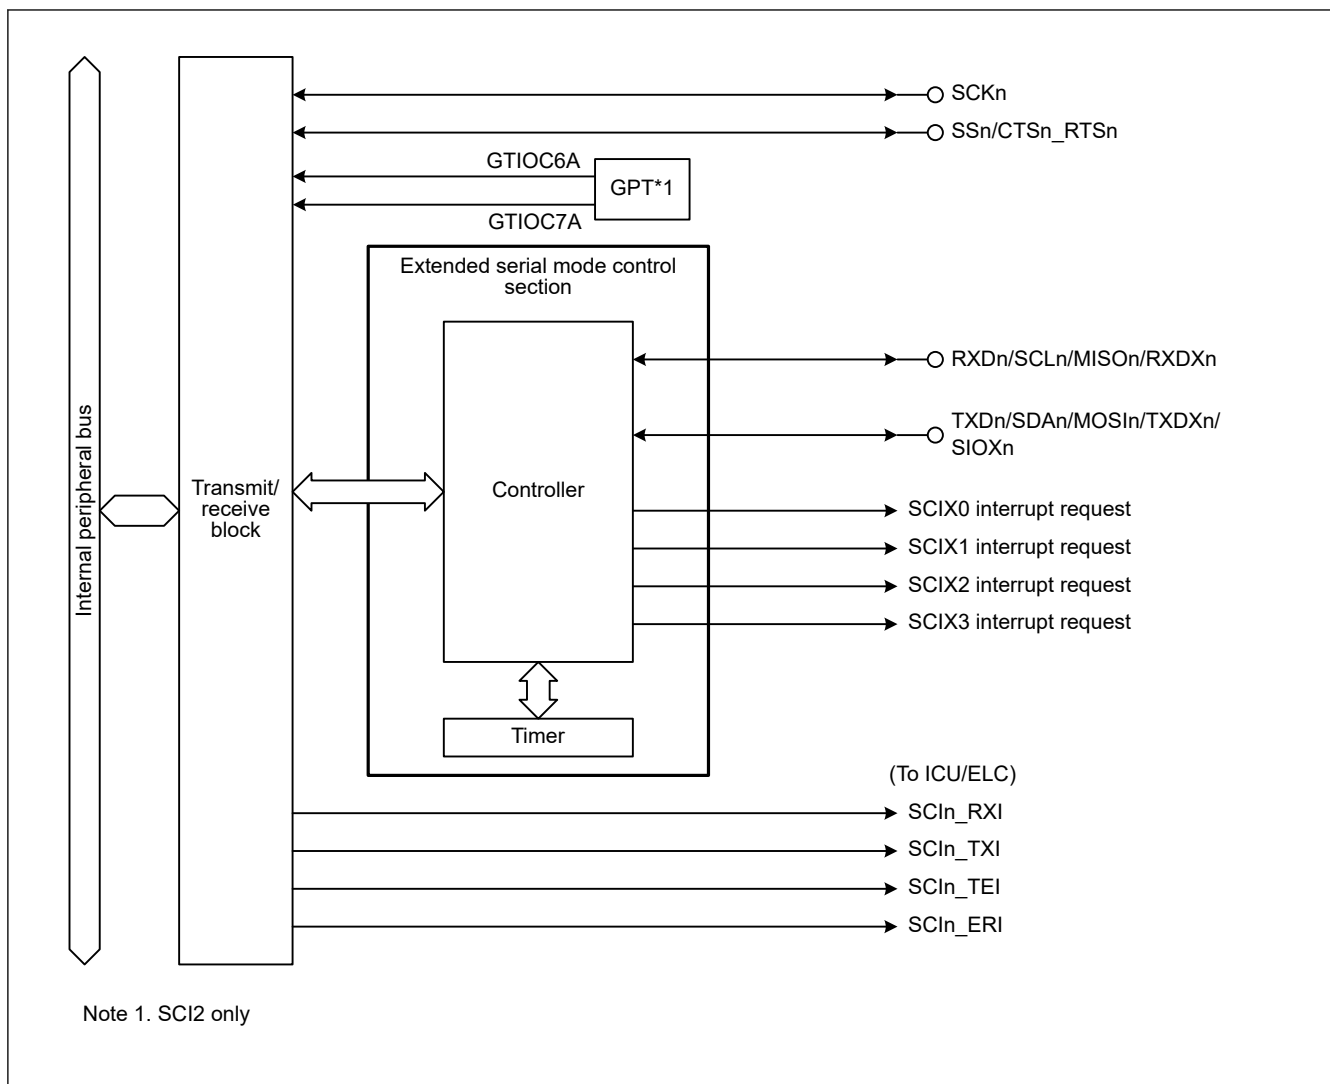 SCKn
SSn/CTSn_RTSn
GTIOC6A
GPT*1
GTIOC7A
Extended serial mode control
section
RXDn/SCLn/MISOn/RXDXn
TXDn/SDAn/MOSIn/TXDXn/
SIOXn
Internal peripheral bus
Transmit/
receive
block
Controller
SCIX0 interrupt request
SCIX1 interrupt request
SCIX2 interrupt request
SCIX3 interrupt request
Timer
(To ICU/ELC)
SCIn_RXI
SCIn_TXI
SCIn_TEI
SCIn_ERI
Note 1. SCI2 only